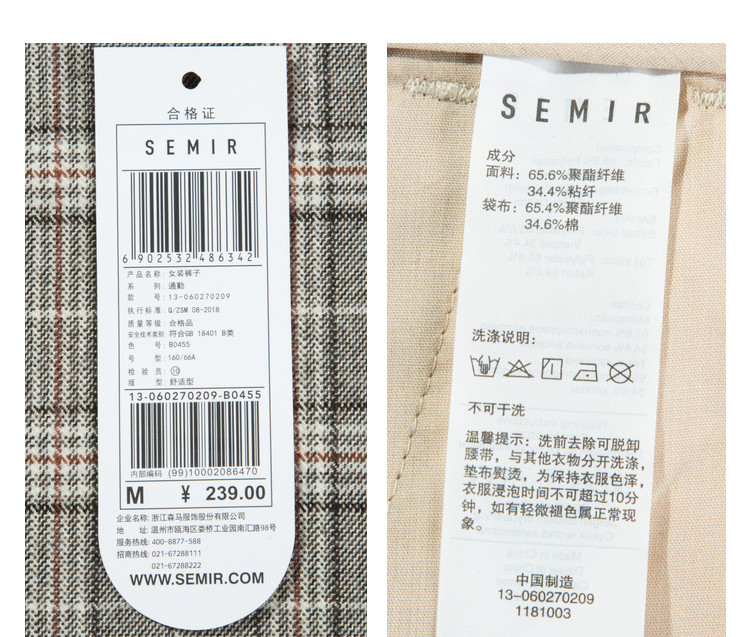 合格证
SEMIR
6 902532 486342
产品名称: 女装裤子
系 列: 通勤
款 号: 13-060270209
执行标准: Q/ZSM 08-2018
质量等级: 合格品
安全技术类别: 符合GB 18401 B类
色 号: B0455
号 型: 160/66A
检 验 员: 10
版 型: 舒适型
13-060270209-B0455
内部编码 (99)10002086470
M ¥ 239.00
企业名称: 浙江森马服饰股份有限公司
地 址: 温州市瓯海区娄桥工业园南汇路98号
服务热线: 400-8877-588
招商热线: 021-67288111
021-67288222
WWW.SEMIR.COM
SEMIR
成分
面料: 65.6%聚酯纤维
34.4%粘纤
袋布: 65.4%聚酯纤维
34.6%棉
洗涤说明:
不可干洗
温馨提示: 洗前去除可脱卸
腰带, 与其他衣物分开洗涤,
垫布熨烫, 为保持衣服色泽,
衣服浸泡时间不可超过10分
钟, 如有轻微褪色属正常现
象。
中国制造
13-060270209
1181003